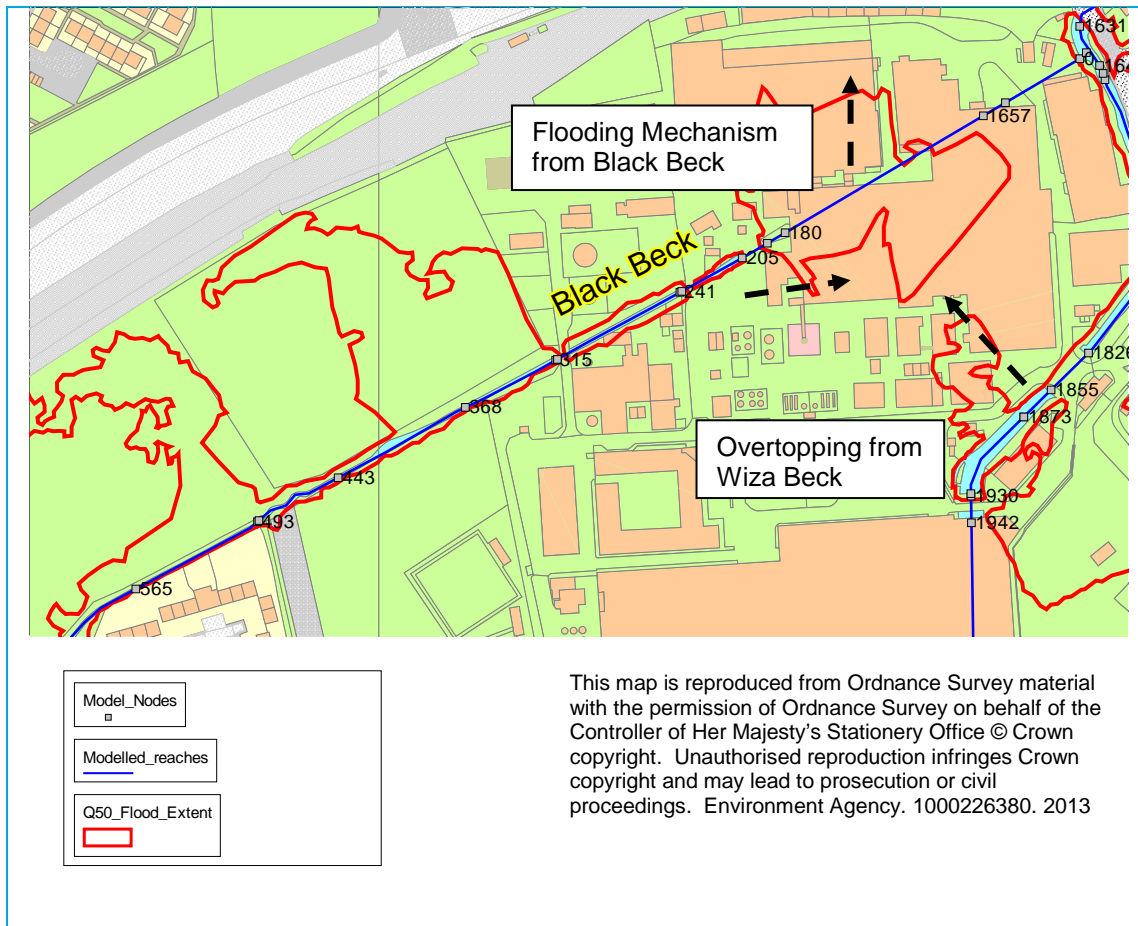 1631
0
164
1657
Flooding Mechanism
from Black Beck
180
205
Black Beck
241
315
1826
368
1855
1873
Overtopping from
Wiza Beck
443
1930
493
1942
565
This map is reproduced from Ordnance Survey material
with the permission of Ordnance Survey on behalf of the
Controller of Her Majesty's Stationery Office © Crown
copyright. Unauthorised reproduction infringes Crown
copyright and may lead to prosecution or civil
proceedings. Environment Agency. 1000226380. 2013
Model_Nodes
Modelled_reaches
Q50_Flood_Extent